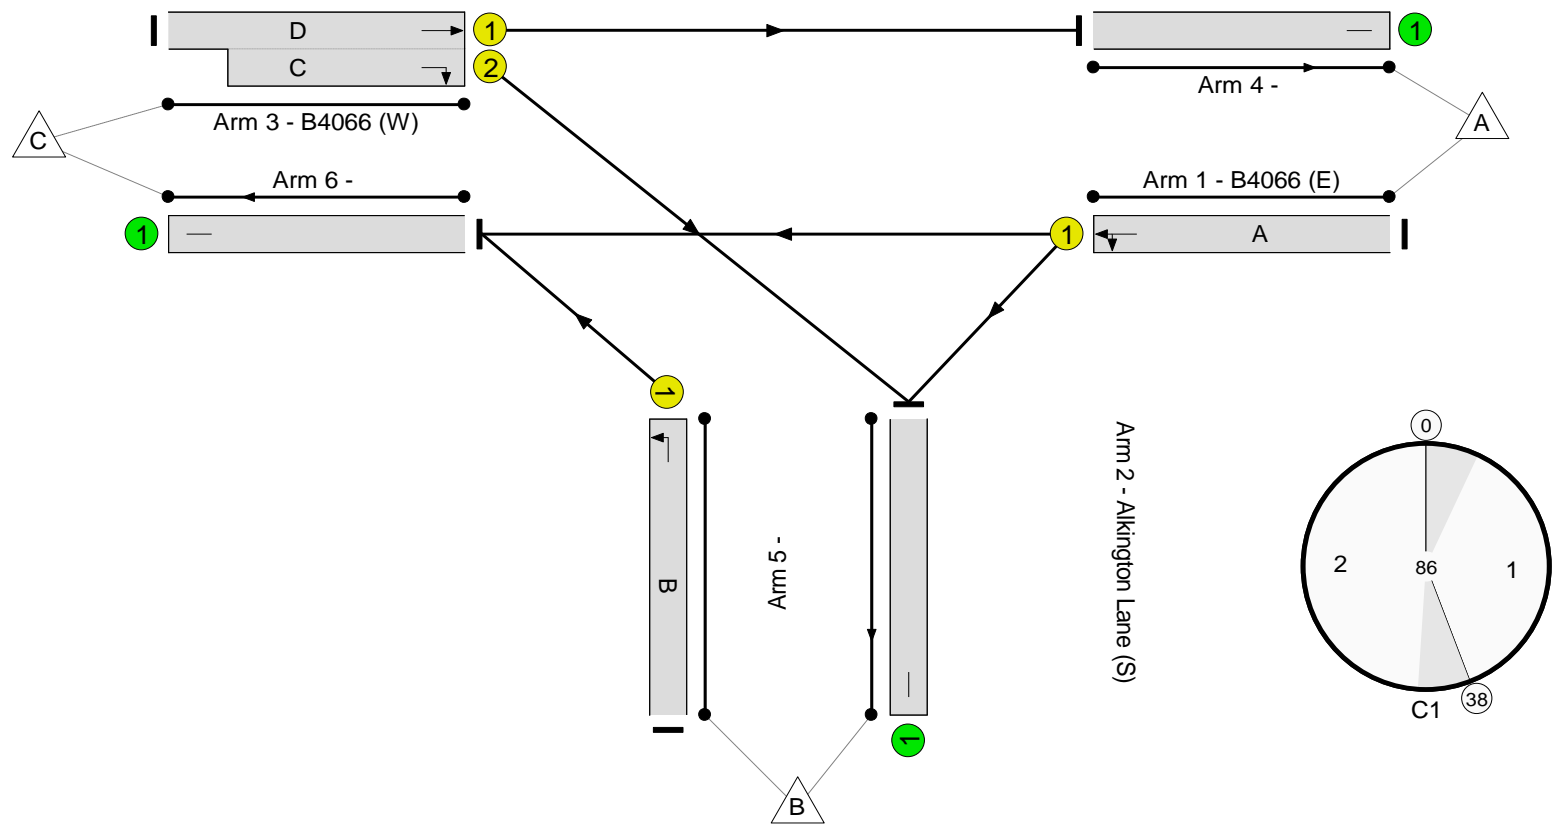 D
1
1
C
2
Arm 4 -
C
Arm 3 - B4066 (W)
A
Arm 6 -
Arm 1 - B4066 (E)
1
1
A
1
B
Arm 5 -
1
B
Arm 2 - Alkington Lane (S)
0
2
86
1
C1
38